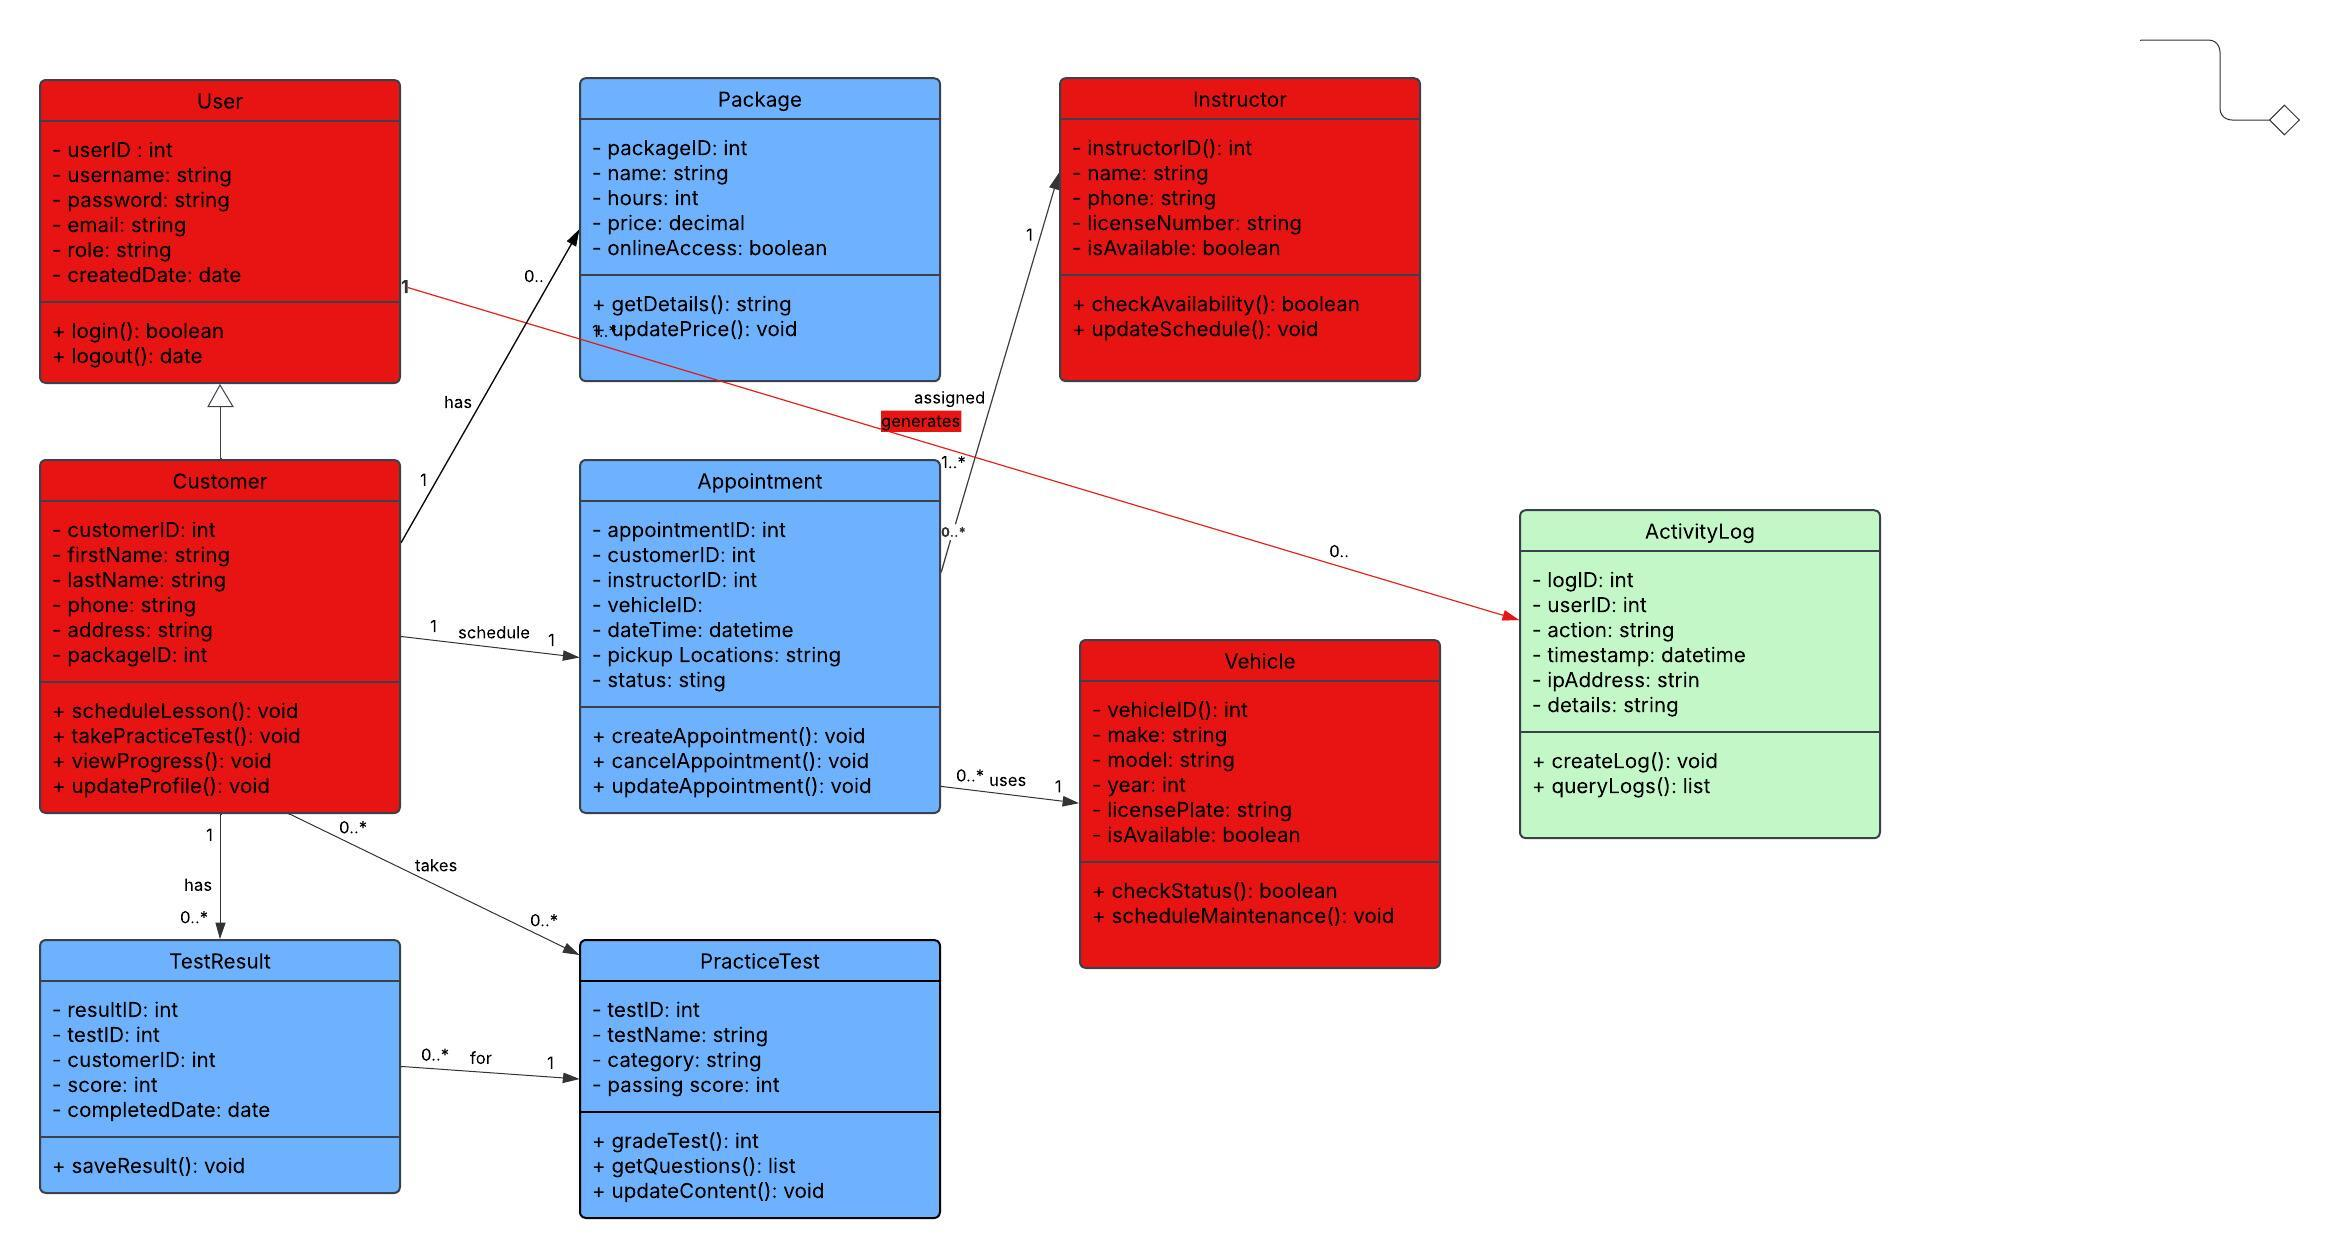 User
- userID : int
- username: string
- password: string
- email: string
- role: string
- createdDate: date
+ login(): boolean
+ logout(): date
Package
- packageID: int
- name: string
- hours: int
- price: decimal
- onlineAccess: boolean
+ getDetails(): string
+ updatePrice(): void
1..*
Instructor
- instructorID(): int
- name: string
- phone: string
- licenseNumber: string
- isAvailable: boolean
+ checkAvailability(): boolean
+ updateSchedule(): void
1
0..
has
1
1
assigned
generates
1..*
0..*
0..
Customer
- customerID: int
- firstName: string
- lastName: string
- phone: string
- address: string
- packageID: int
+ scheduleLesson(): void
+ takePracticeTest(): void
+ viewProgress(): void
+ updateProfile(): void
1
schedule
1
Appointment
- appointmentID: int
- customerID: int
- instructorID: int
- vehicleID:
- dateTime: datetime
- pickup Locations: string
- status: sting
+ createAppointment(): void
+ cancelAppointment(): void
+ updateAppointment(): void
0..*
uses
1
Vehicle
- vehicleID(): int
- make: string
- model: string
- year: int
- licensePlate: string
- isAvailable: boolean
+ checkStatus(): boolean
+ scheduleMaintenance(): void
ActivityLog
- logID: int
- userID: int
- action: string
- timestamp: datetime
- ipAddress: strin
- details: string
+ createLog(): void
+ queryLogs(): list
1
has
0..*
0..*
takes
0..*
TestResult
- resultID: int
- testID: int
- customerID: int
- score: int
- completedDate: date
+ saveResult(): void
0..*
for
1
PracticeTest
- testID: int
- testName: string
- category: string
- passing score: int
+ gradeTest(): int
+ getQuestions(): list
+ updateContent(): void